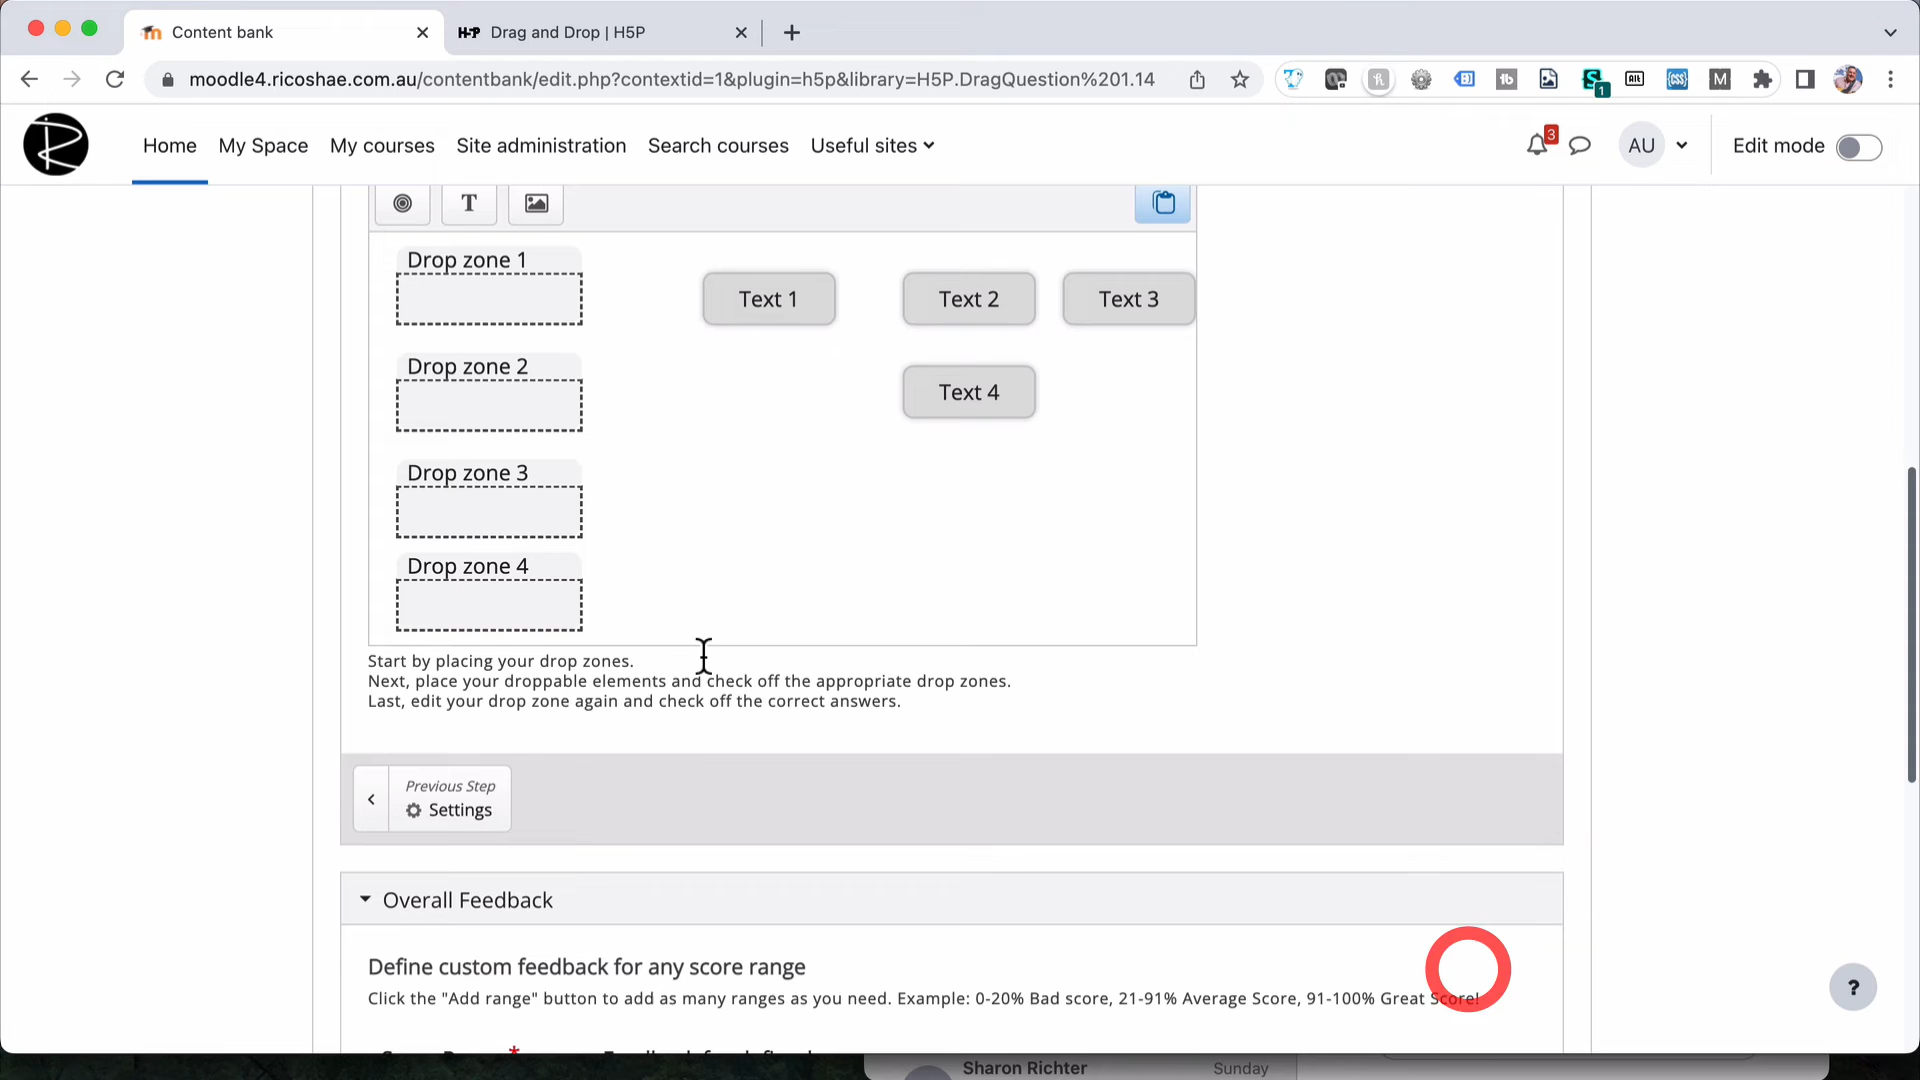 Content bank
H-P Drag and Drop | H5P
moodle4.ricoshae.com.au/contentbank/edit.php?contextid=1&plugin=h5p&library=H5P.DragQuestion%201.14
Home My Space My courses Site administration Search courses Useful sites
3
AU
Edit mode
T
Drop zone 1
Text 1 Text 2 Text 3
Drop zone 2
Text 4
Drop zone 3
Drop zone 4
Start by placing your drop zones.
Next, place your droppable elements and check off the appropriate drop zones.
Last, edit your drop zone again and check off the correct answers.
Previous Step
Settings
Overall Feedback
Define custom feedback for any score range
Click the "Add range" button to add as many ranges as you need. Example: 0-20% Bad score, 21-91% Average Score, 91-100% Great Score!
?
Sharon Richter Sunday